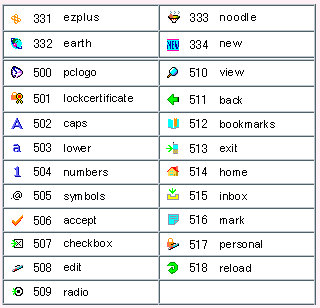 331 ezplus 333 noodle
332 earth 334 new
500 pclogo 510 view
501 lockcertificate 511 back
502 caps 512 bookmarks
503 lower 513 exit
504 numbers 514 home
505 symbols 515 inbox
506 accept 516 mark
507 checkbox 517 personal
508 edit 518 reload
509 radio